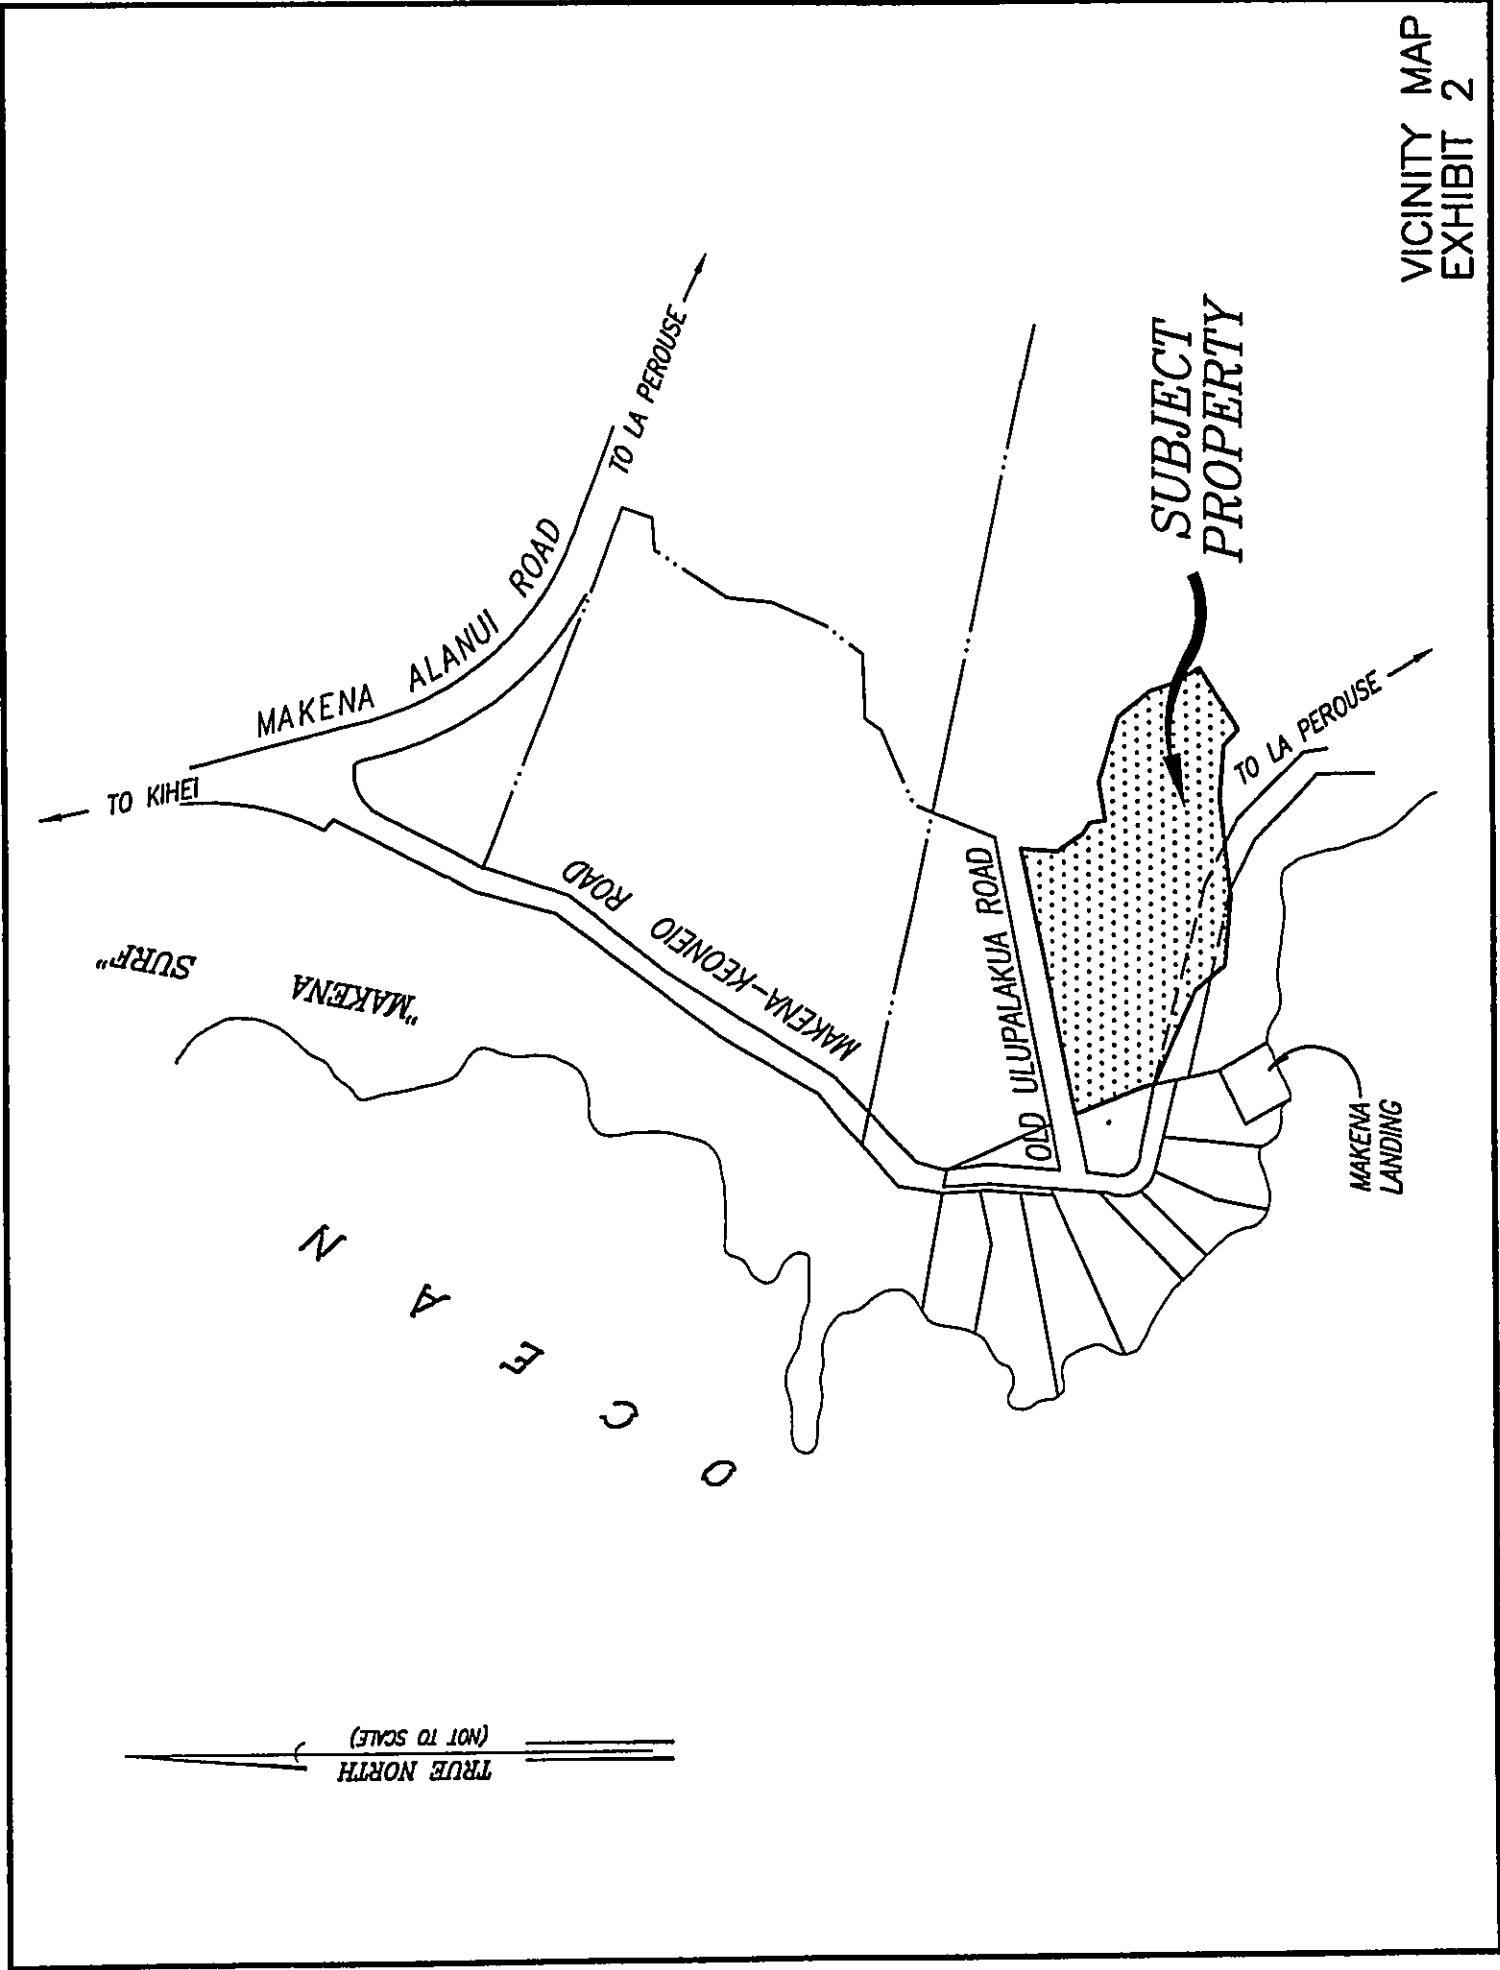 TO KIHEI
MAKENA ALANUI ROAD
TO LA PEROUSE
"MAKENA SURF"
MAKENA-KEONEIO ROAD
OLD ULUPALAKUA ROAD
SUBJECT
PROPERTY
TO LA PEROUSE
MAKENA
LANDING
OCEAN
TRUE NORTH
(NOT TO SCALE)
VICINITY MAP
EXHIBIT 2